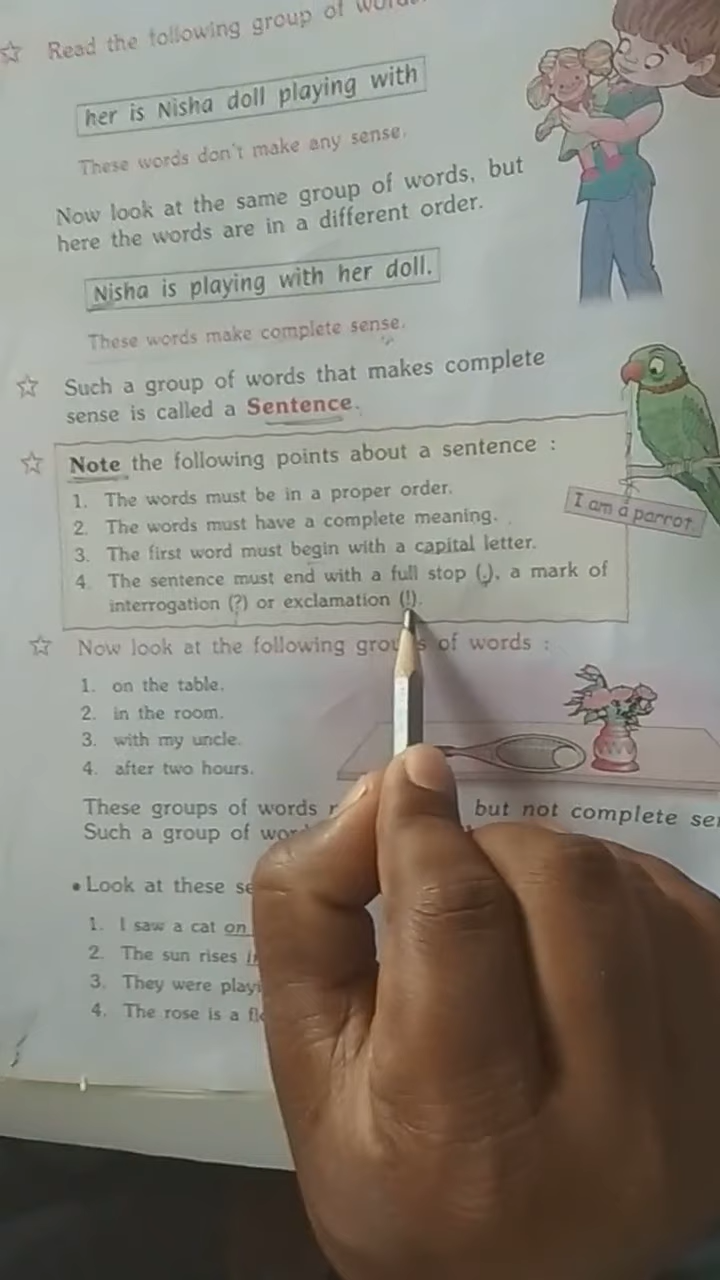 Read the following group of
her is Nisha doll playing with
These words don't make any sense.
Now look at the same group of words, but
here the words are in a different order.
Nisha is playing with her doll.
These words make complete sense.
Such a group of words that makes complete
sense is called a Sentence.
Note the following points about a sentence :
1. The words must be in a proper order.
2. The words must have a complete meaning.
3. The first word must begin with a capital letter.
4. The sentence must end with a full stop (.), a mark of
interrogation (?) or exclamation (!).
I am a parrot
Now look at the following groups of words :
1. on the table.
2. in the room.
3. with my uncle.
4. after two hours.
These groups of words but not complete
Such a group of
Look at these
1. I saw a cat on
2. The sun rises
3. They were
4. The rose is a